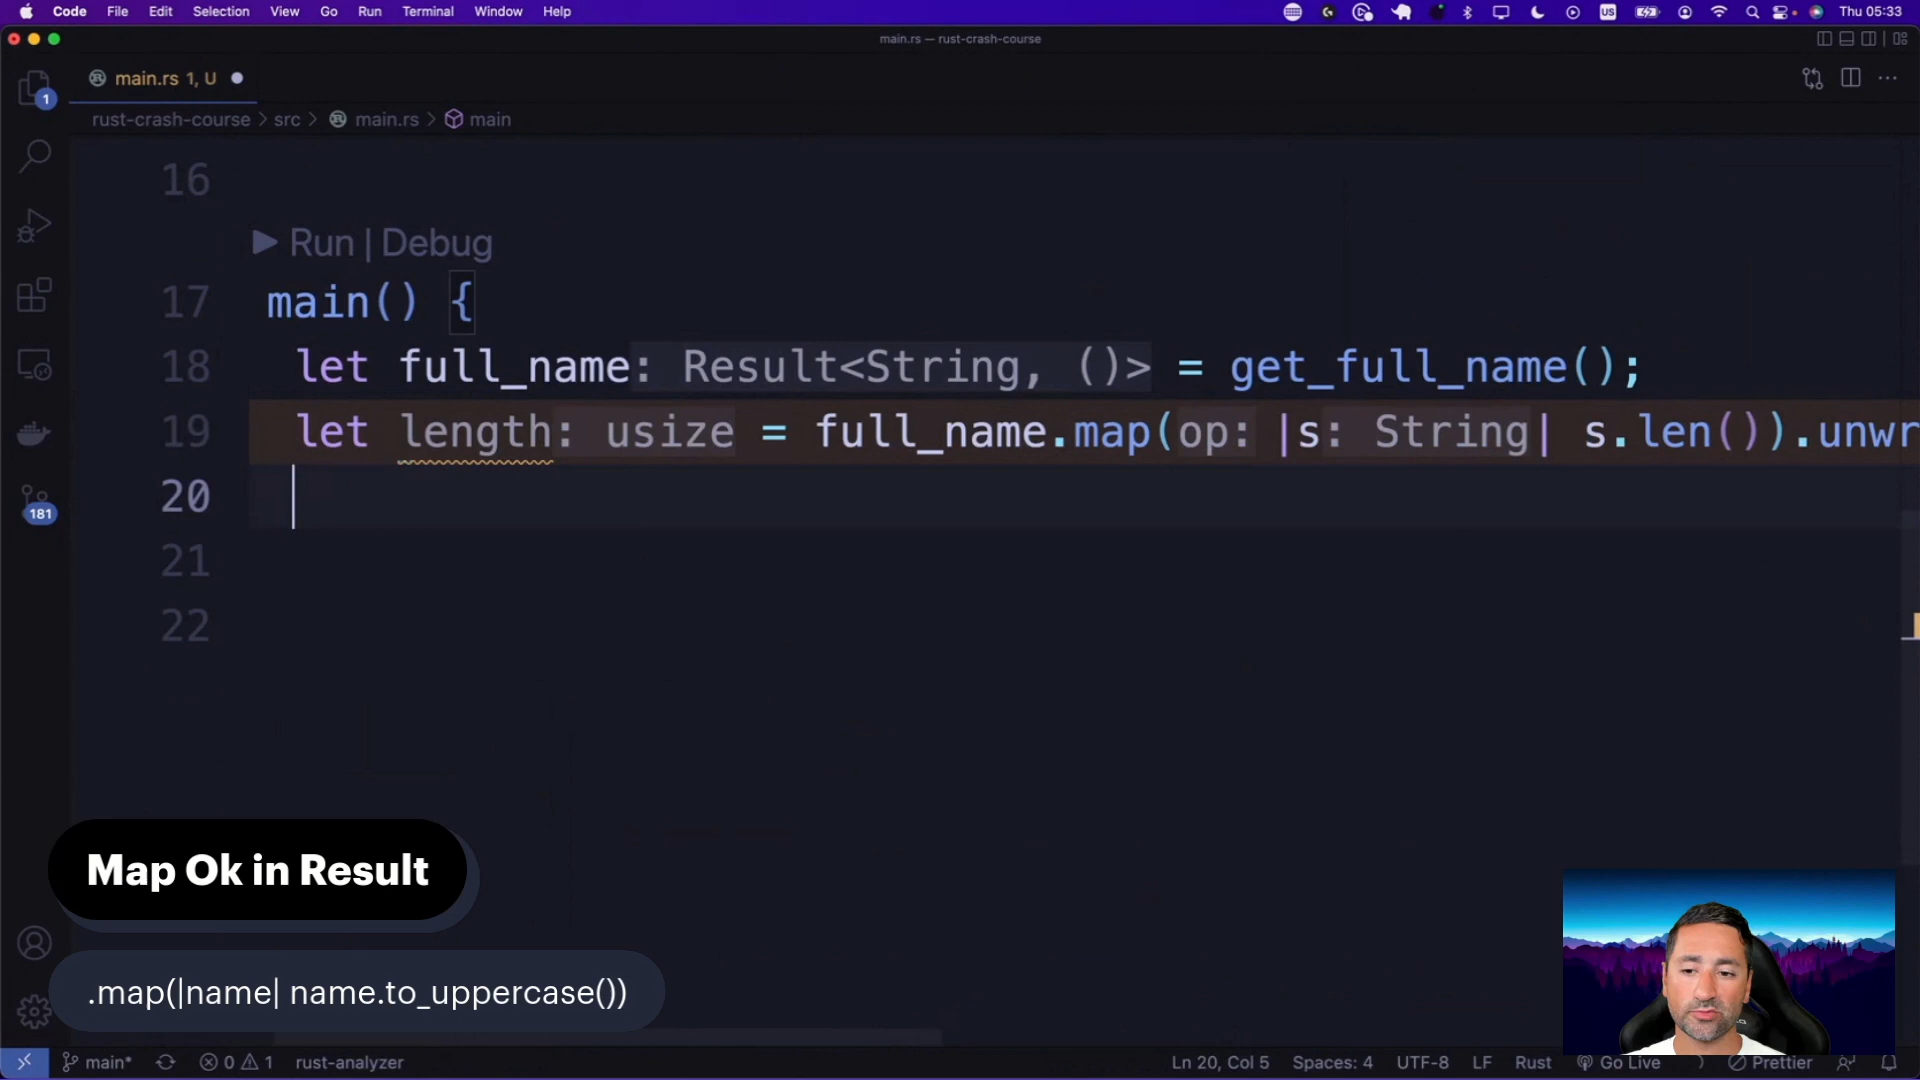 Code File Edit Selection View Go Run Terminal Window Help US Thu 05:33
main.rs — rust-crash-course
main.rs 1, U
1
rust-crash-course > src > main.rs > main
16
Run | Debug
17 main() {
18 let full_name: Result<String, ()> = get_full_name();
19 let length: usize = full_name.map(op: |s: String| s.len()).unwr
20
181
21
22
Map Ok in Result
.map(|name| name.to_uppercase())
main* 0 1 rust-analyzer Ln 20, Col 5 Spaces: 4 UTF-8 LF Rust Go Live Prettier